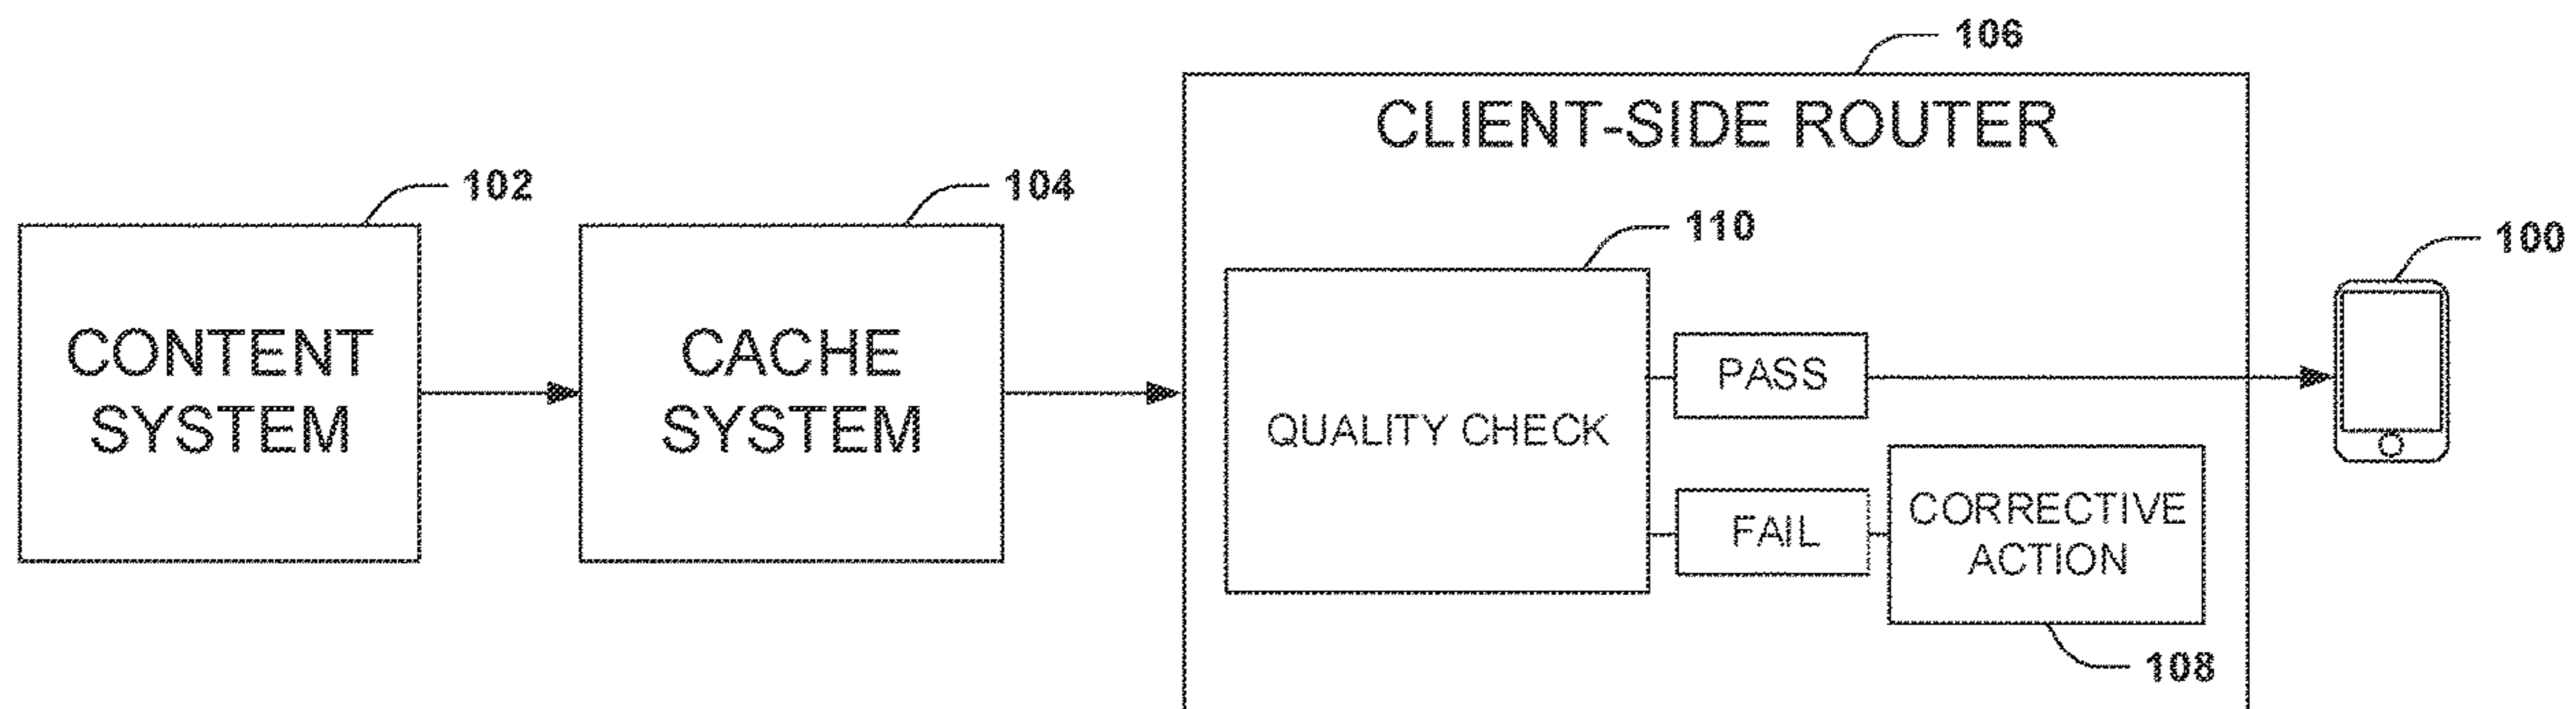 106
CLIENT-SIDE ROUTER
102
104
110
100
CONTENT
SYSTEM
CACHE
SYSTEM
QUALITY CHECK
PASS
FAIL
CORRECTIVE
ACTION
108